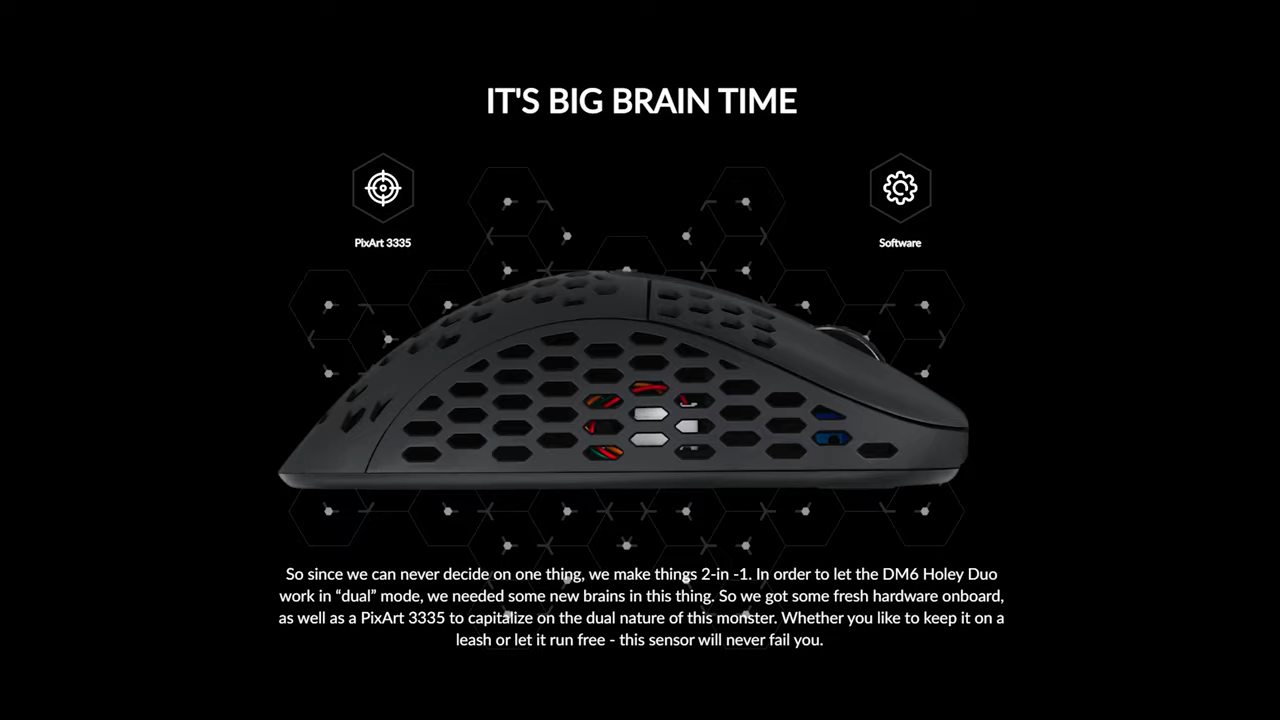 IT'S BIG BRAIN TIME
PixArt 3335
Software
So since we can never decide on one thing, we make things 2-in -1. In order to let the DM6 Holey Duo
work in “dual” mode, we needed some new brains in this thing. So we got some fresh hardware onboard,
as well as a PixArt 3335 to capitalize on the dual nature of this monster. Whether you like to keep it on a
leash or let it run free - this sensor will never fail you.